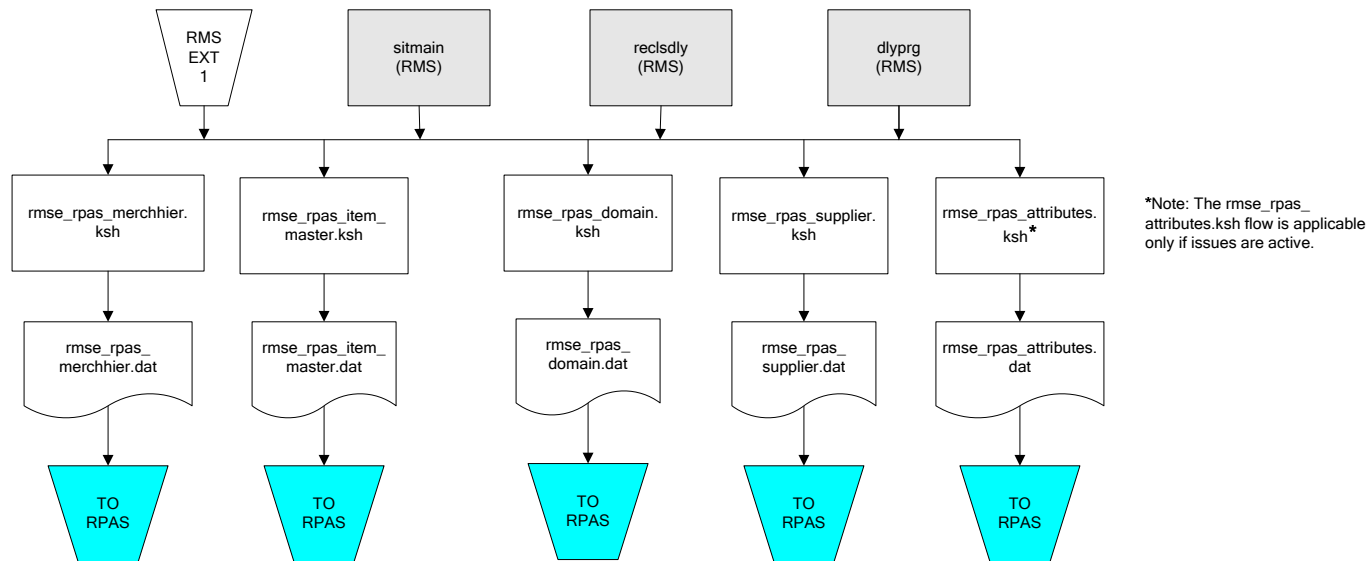 RMS
EXT
1
sitmain
(RMS)
reclsdly
(RMS)
dlyprg
(RMS)
rmse_rpas_merchhier.
ksh
rmse_rpas_item_
master.ksh
rmse_rpas_domain.
ksh
rmse_rpas_supplier.
ksh
rmse_rpas_attributes.
ksh*
*Note: The rmse_rpas_
attributes.ksh flow is applicable
only if issues are active.
rmse_rpas_
merchhier.dat
rmse_rpas_item_
master.dat
rmse_rpas_
domain.dat
rmse_rpas_
supplier.dat
rmse_rpas_attributes.
dat
TO
RPAS
TO
RPAS
TO
RPAS
TO
RPAS
TO
RPAS